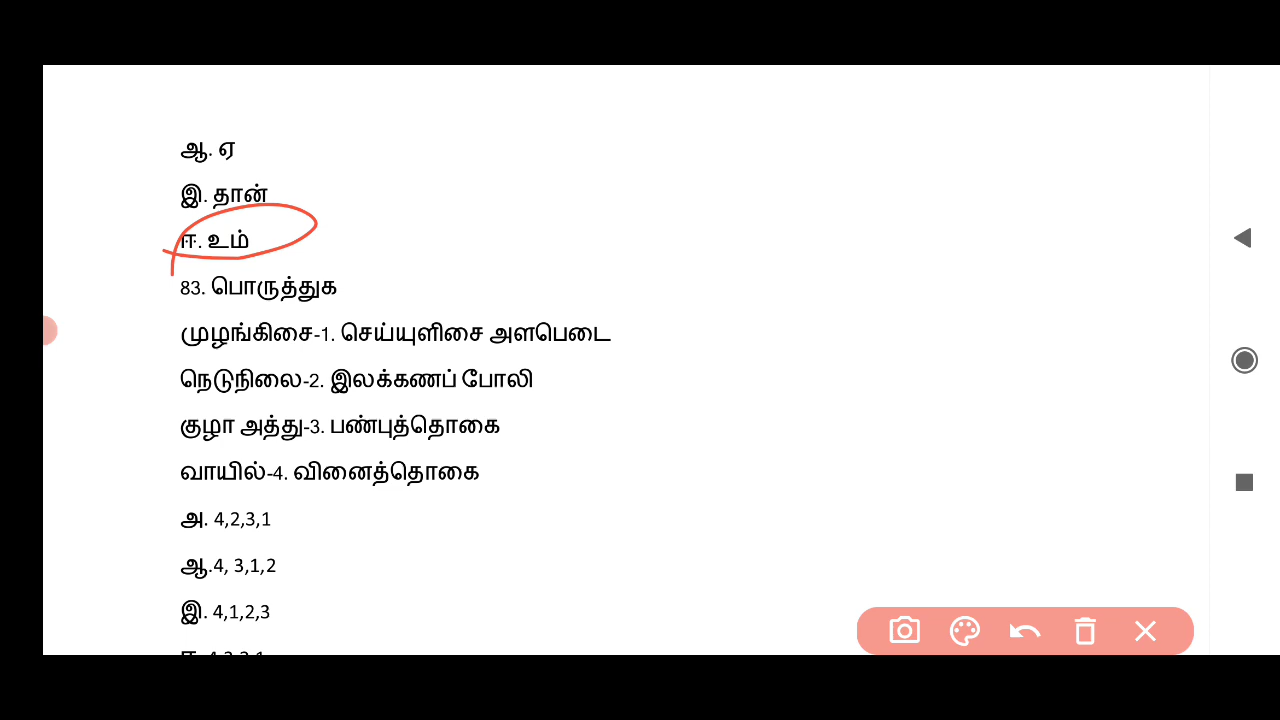 ஆ. ஏ
இ. தான்
ஈ. உம்
83. பொருத்துக
முழங்கிசை-1. செய்யுளிசை அளபெடை
நெடுநிலை-2. இலக்கணப் போலி
குழா அத்து-3. பண்புத்தொகை
வாயில்-4. வினைத்தொகை
அ. 4,2,3,1
ஆ.4, 3,1,2
இ. 4,1,2,3